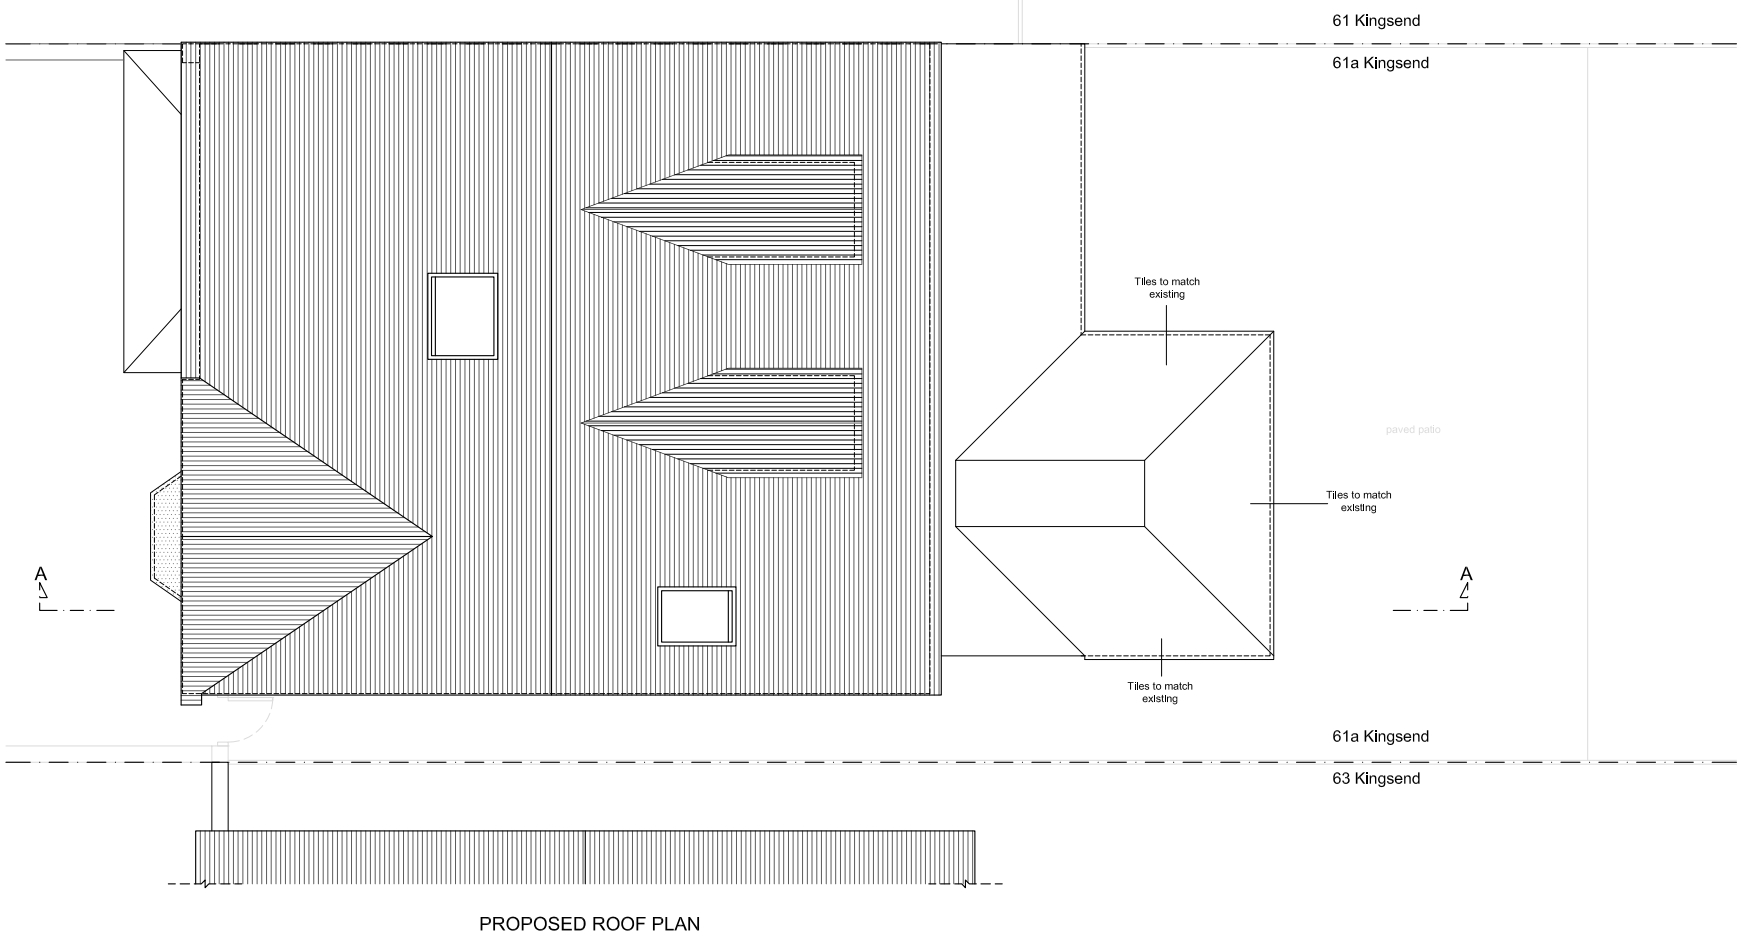 61 Kingsend
61a Kingsend
Tiles to match
existing
paved patio
Tiles to match
existing
A
A
Tiles to match
existing
61a Kingsend
63 Kingsend
PROPOSED ROOF PLAN